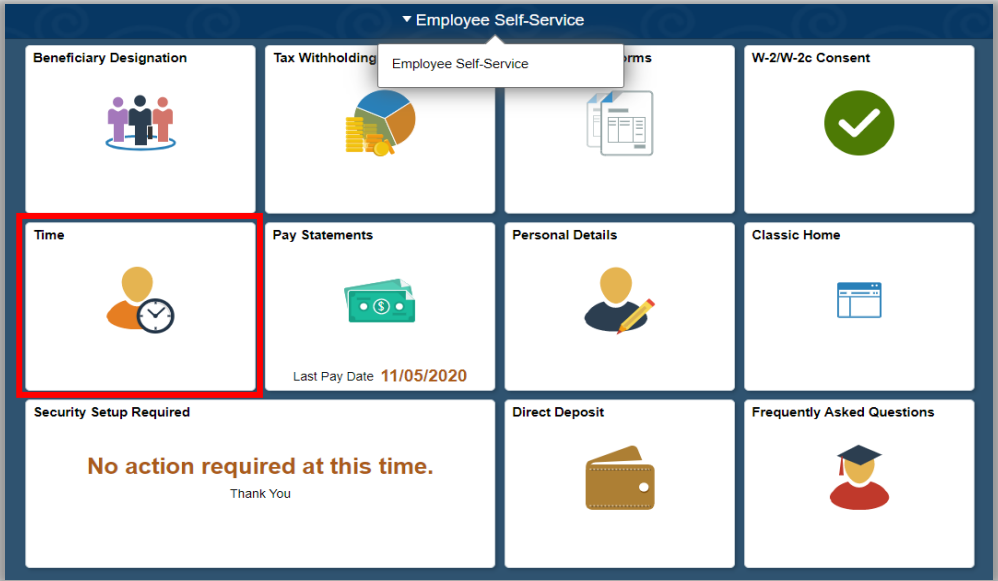 Employee Self-Service
Employee Self-Service
Beneficiary Designation
Tax Withholding
W-2/W-2c Consent
Time
Pay Statements
Last Pay Date 11/05/2020
Personal Details
Classic Home
Security Setup Required
No action required at this time.
Thank You
Direct Deposit
Frequently Asked Questions